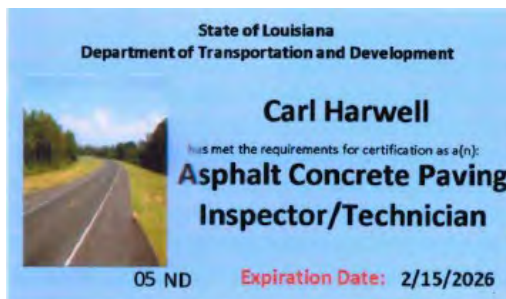 State of Louisiana
Department of Transportation and Development
Carl Harwell
has met the requirements for certification as a(n):
Asphalt Concrete Paving
Inspector/Technician
05 ND Expiration Date: 2/15/2026